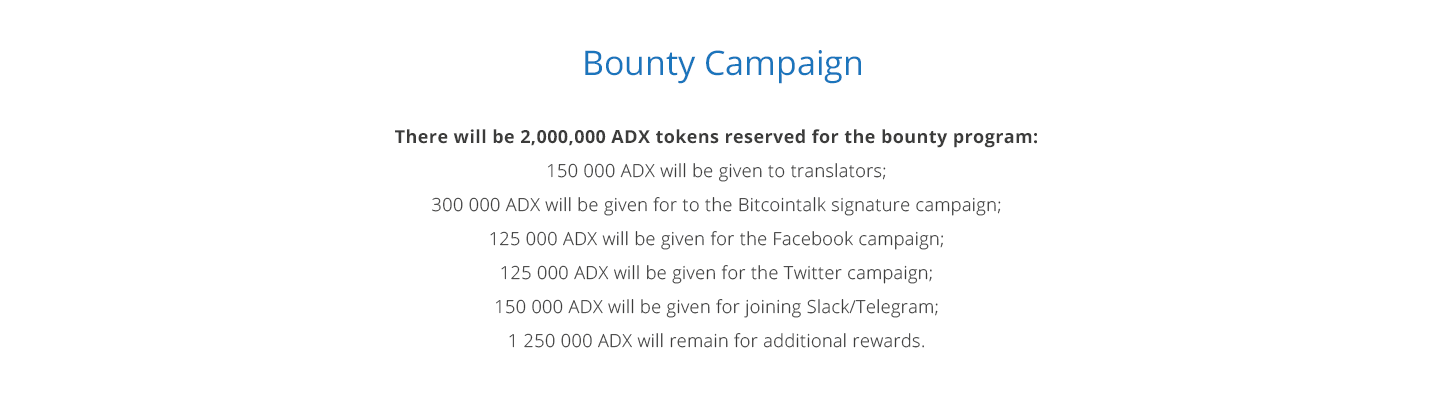 Bounty Campaign
There will be 2,000,000 ADX tokens reserved for the bounty program:
150 000 ADX will be given to translators;
300 000 ADX will be given for to the Bitcointalk signature campaign;
125 000 ADX will be given for the Facebook campaign;
125 000 ADX will be given for the Twitter campaign;
150 000 ADX will be given for joining Slack/Telegram;
1 250 000 ADX will remain for additional rewards.